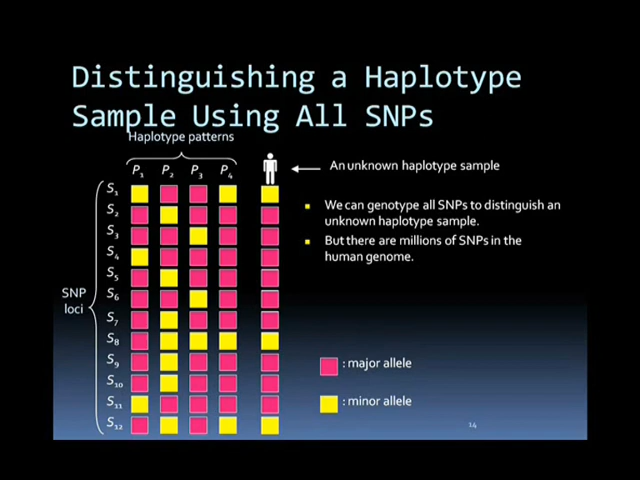 Distinguishing a Haplotype
Sample Using All SNPs
Haplotype patterns
P1 P2 P3 P4
An unknown haplotype sample
S1
S2
S3
S4
S5
S6
S7
S8
S9
S10
S11
S12
SNP
loci
We can genotype all SNPs to distinguish an
unknown haplotype sample.
But there are millions of SNPs in the
human genome.
: major allele
: minor allele
14